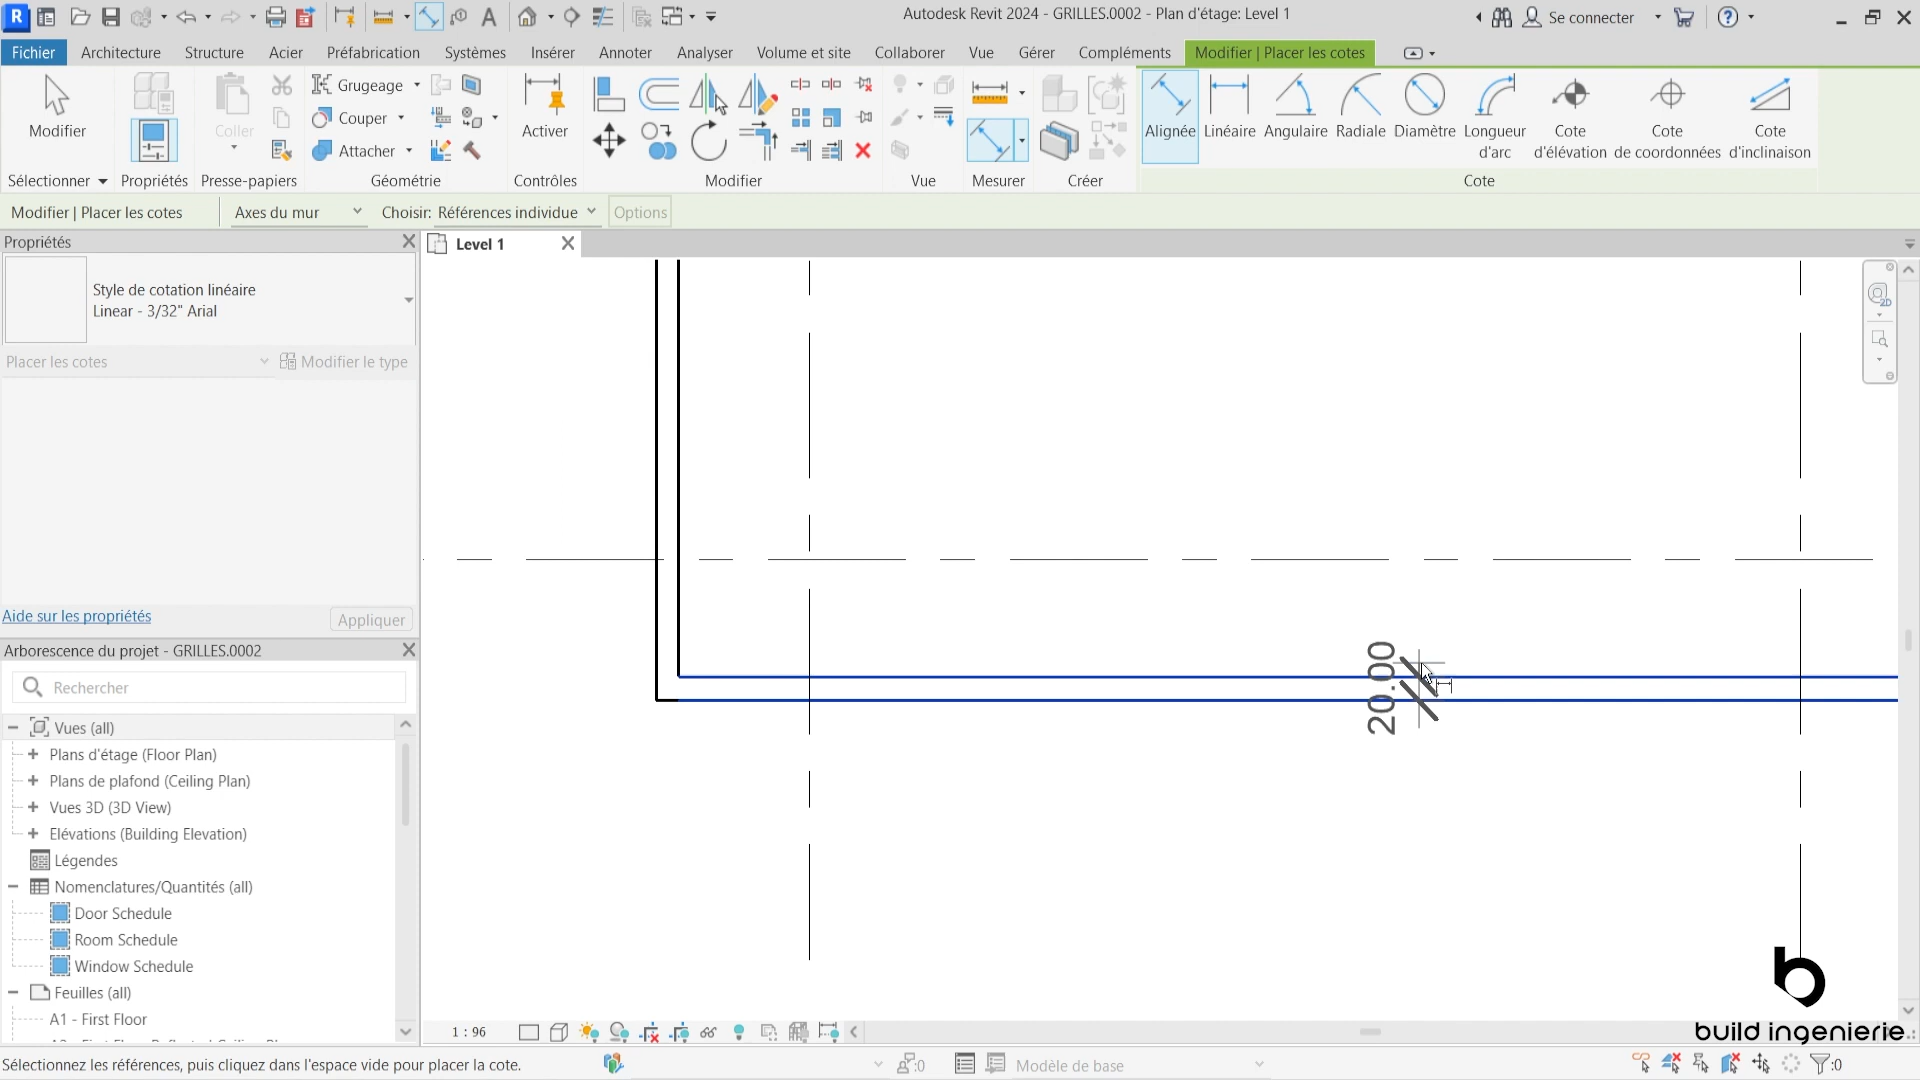 Autodesk Revit 2024 - GRILLES.0002 - Plan d'étage: Level 1
Se connecter
Fichier
Architecture
Structure
Acier
Préfabrication
Systèmes
Insérer
Annoter
Analyser
Volume et site
Collaborer
Vue
Gérer
Compléments
Modifier | Placer les cotes
Modifier
Coller
Grugeage
Couper
Attacher
Activer
Alignée
Linéaire
Angulaire
Radiale
Diamètre
Longueur d'arc
Cote d'élévation
Cote de coordonnées
Cote d'inclinaison
Sélectionner
Propriétés
Presse-papiers
Géométrie
Contrôles
Modifier
Vue
Mesurer
Créer
Cote
Modifier | Placer les cotes
Axes du mur
Choisir: Références individue
Options
Propriétés
Level 1
Style de cotation linéaire
Linear - 3/32" Arial
Placer les cotes
Modifier le type
Aide sur les propriétés
Appliquer
Arborescence du projet - GRILLES.0002
Rechercher
Vues (all)
Plans d'étage (Floor Plan)
Plans de plafond (Ceiling Plan)
Vues 3D (3D View)
Elévations (Building Elevation)
Légendes
Nomenclatures/Quantités (all)
Door Schedule
Room Schedule
Window Schedule
Feuilles (all)
A1 - First Floor
20.00
2D
1 : 96
build ingenierie
Sélectionnez les références, puis cliquez dans l'espace vide pour placer la cote.
:0
Modèle de base
:0